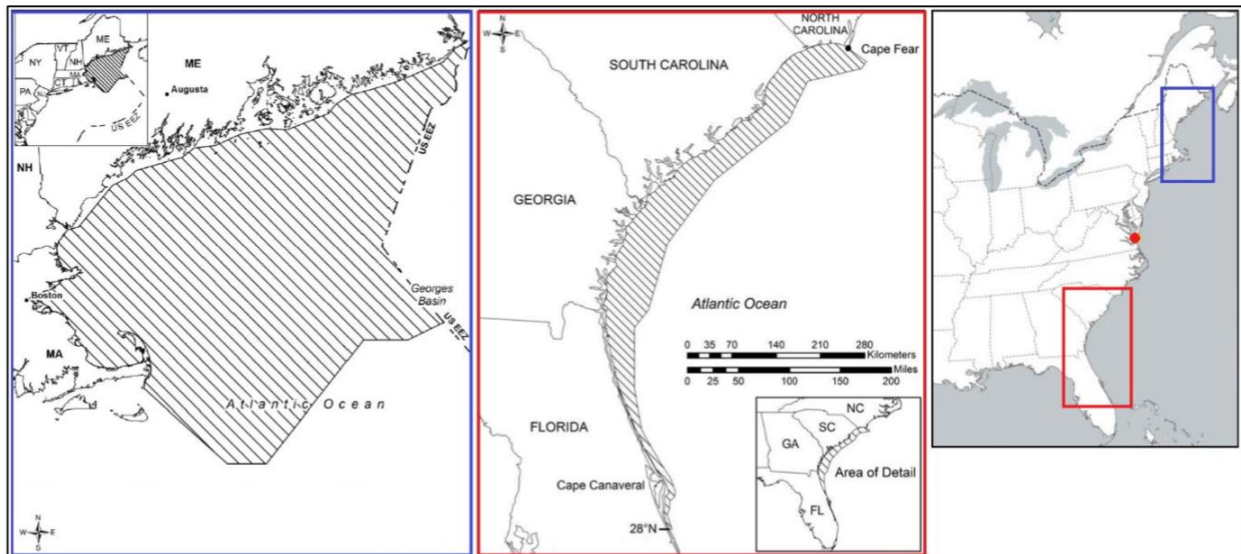 ME
VT
NH
NY
MA
CT
PA
US EEZ
ME
Augusta
US EEZ
NH
Boston
Georges
Basin
US EEZ
MA
Atlantic Ocean
N
W E
S
N
W E
S
NORTH
CAROLINA
Cape Fear
SOUTH CAROLINA
GEORGIA
Atlantic Ocean
0 35 70 140 210 280
Kilometers
Miles
0 25 50 100 150 200
FLORIDA
Cape Canaveral
28°N
NC
SC
GA
Area of Detail
FL